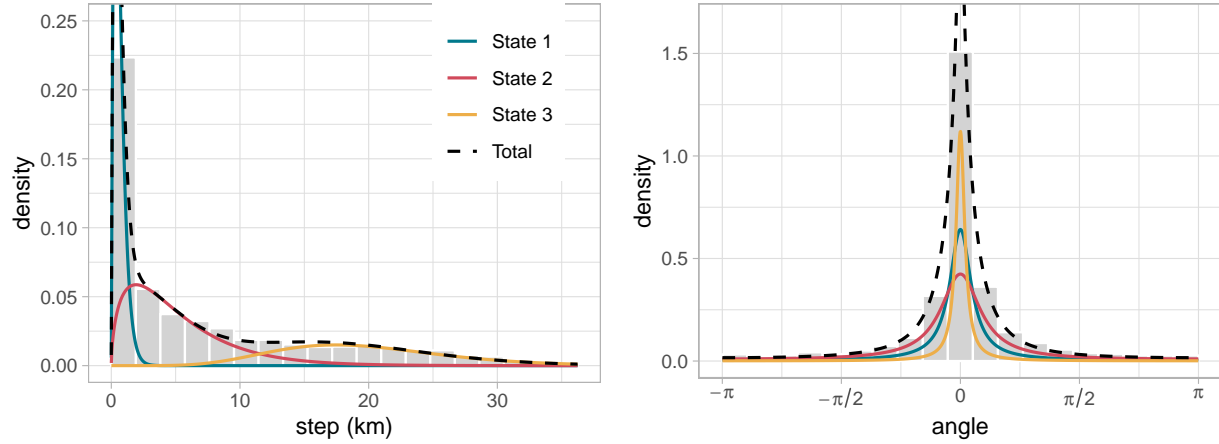 0.25
0.20
0.15
0.10
0.05
0.00
density
0 10 20 30
step (km)
State 1
State 2
State 3
Total
1.5
1.0
0.5
0.0
density
−π −π/2 0 π/2 π
angle